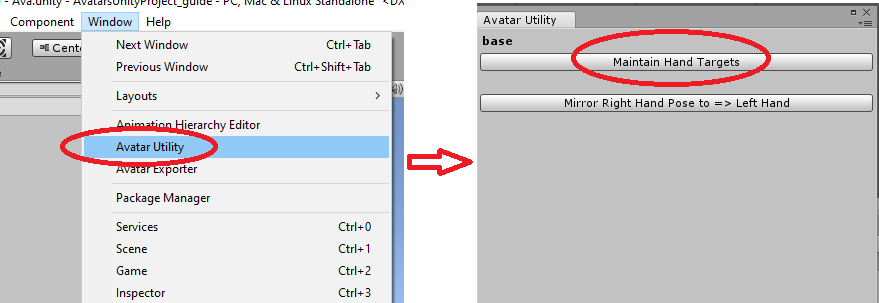 - Ava.unity - AvatarsUnityProject_guide - PC, Mac & Linux Standalone* <DX
Component Window Help
Cente
Next Window Ctrl+Tab
Previous Window Ctrl+Shift+Tab
Layouts >
Animation Hierarchy Editor
Avatar Utility
Avatar Exporter
Package Manager
Services Ctrl+0
Scene Ctrl+1
Game Ctrl+2
Inspector Ctrl+3
Avatar Utility
base
Maintain Hand Targets
Mirror Right Hand Pose to => Left Hand